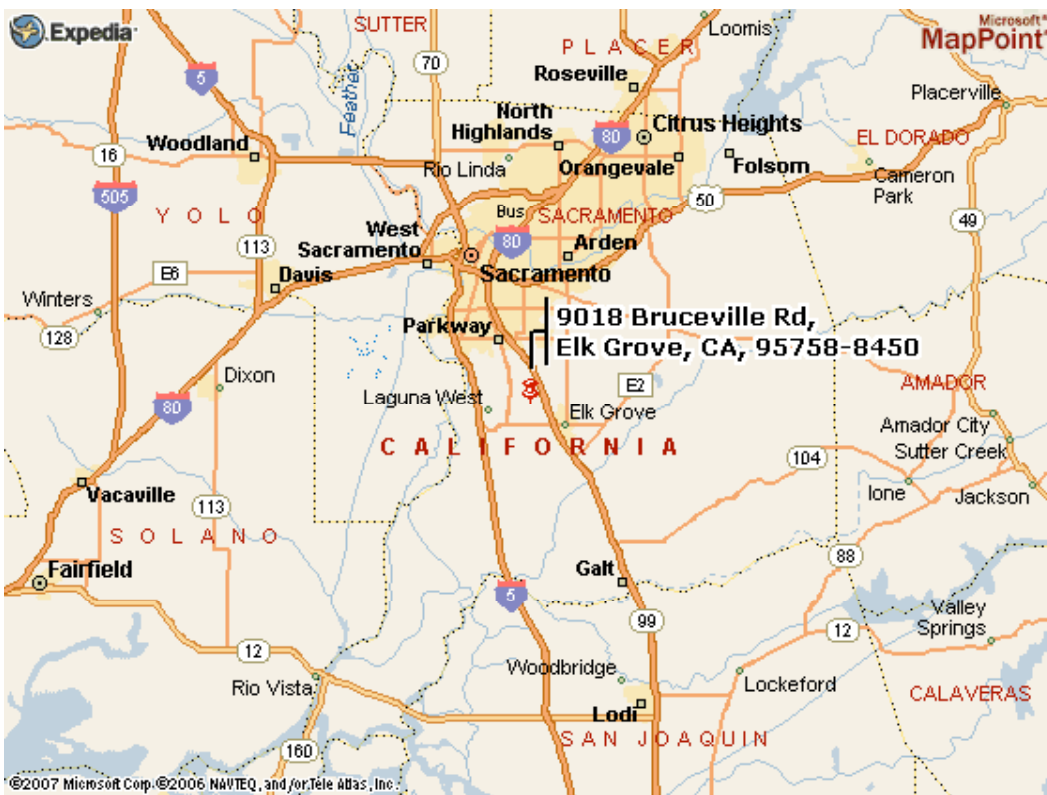 Expedia
SUTTER
Loomis
Microsoft®
MapPoint®
PLACER
70
5
Roseville
Placerville
Feather
North
Highlands
Citrus Heights
80
16
Woodland
EL DORADO
Rio Linda
Orangevale
Folsom
Cameron
Park
505
50
YOLO
Bus
SACRAMENTO
49
113
West
Sacramento
80
Arden
E6
Davis
Sacramento
Winters
128
Parkway
9018 Bruceville Rd,
Elk Grove, CA, 95758-8450
Dixon
E2
AMADOR
80
Laguna West
Elk Grove
Amador City
CALIFORNIA
Sutter Creek
104
Vacaville
Ione
Jackson
113
SOLANO
88
Fairfield
Galt
5
Valley
Springs
99
12
12
Woodbridge
Rio Vista
Lockeford
CALAVERAS
Lodi
SAN JOAQUIN
160
©2007 Microsoft Corp ©2006 NAVTEQ, and/or Tele Atlas, Inc.